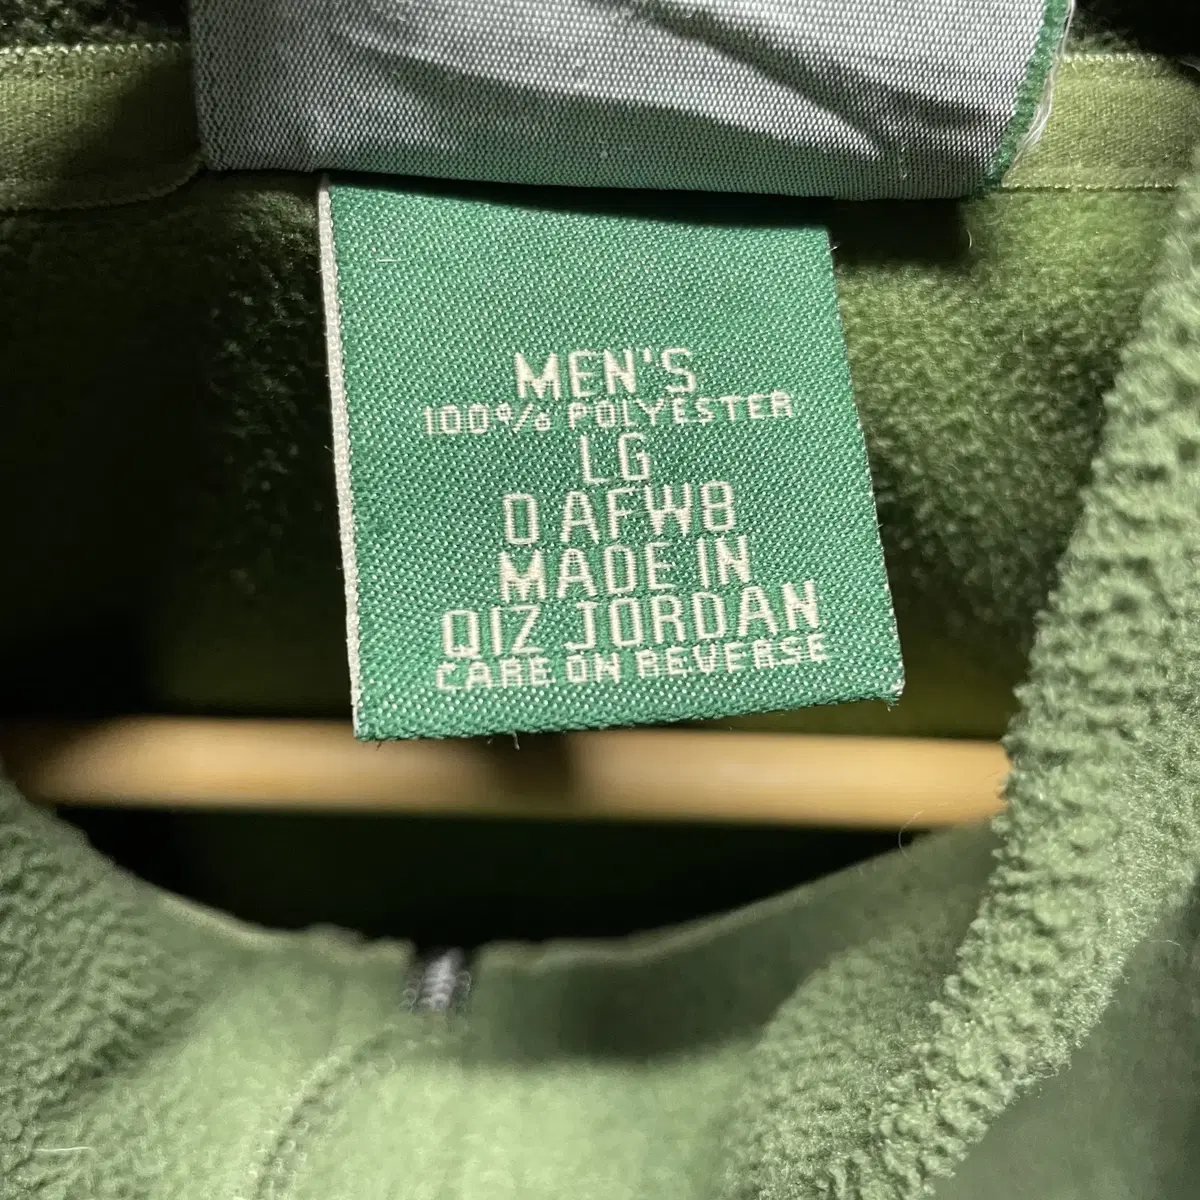 MEN'S
100% POLYESTER
LG
0 AFW8
MADE IN
QIZ JORDAN
CARE ON REVERSE